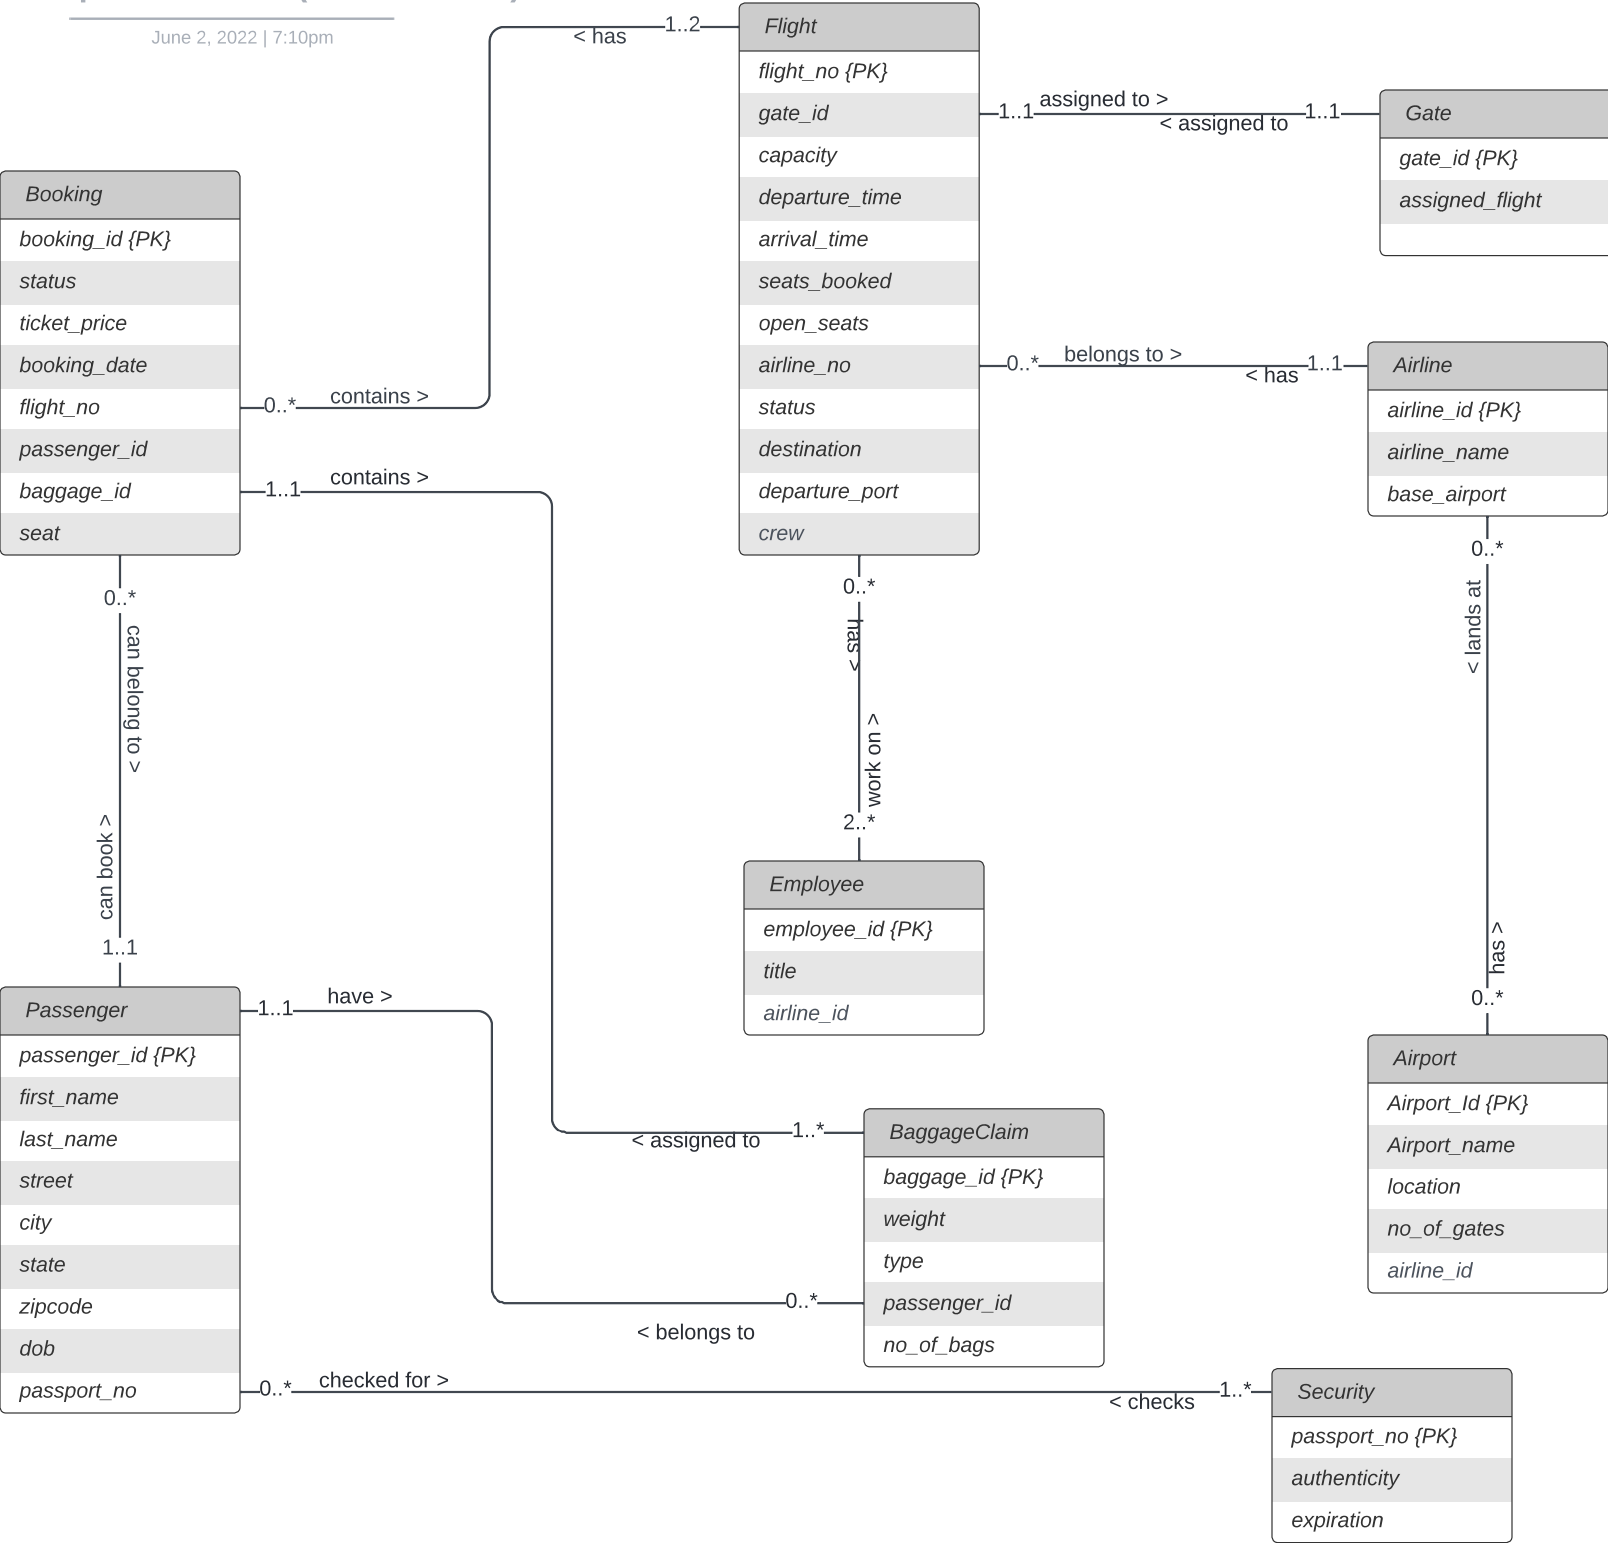 June 2, 2022 | 7:10pm
< has
1..2
Flight
flight_no {PK}
gate_id
capacity
departure_time
arrival_time
seats_booked
open_seats
airline_no
status
destination
departure_port
crew
1..1
assigned to >
< assigned to
1..1
Gate
gate_id {PK}
assigned_flight
Booking
booking_id {PK}
status
ticket_price
booking_date
flight_no
passenger_id
baggage_id
seat
0..*
contains >
1..1
contains >
0..*
belongs to >
< has
1..1
Airline
airline_id {PK}
airline_name
base_airport
0..*
can belong to >
can book >
1..1
0..*
has >
work on >
2..*
0..*
< lands at
has >
0..*
Employee
employee_id {PK}
title
airline_id
Passenger
passenger_id {PK}
first_name
last_name
street
city
state
zipcode
dob
passport_no
1..1
have >
< assigned to
1..*
BaggageClaim
baggage_id {PK}
weight
type
passenger_id
no_of_bags
0..*
< belongs to
Airport
Airport_Id {PK}
Airport_name
location
no_of_gates
airline_id
0..*
checked for >
< checks
1..*
Security
passport_no {PK}
authenticity
expiration